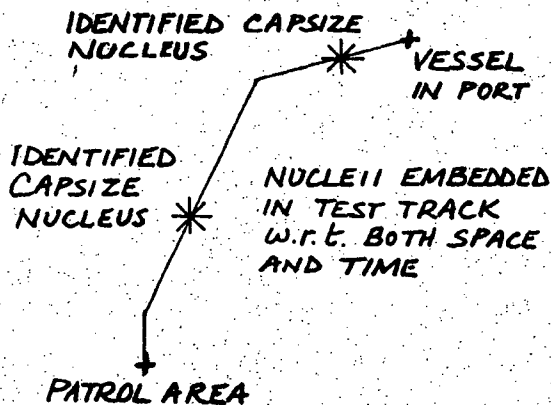 IDENTIFIED CAPSIZE
NUCLEUS
VESSEL
IN PORT
IDENTIFIED
CAPSIZE
NUCLEUS
NUCLEII EMBEDDED
IN TEST TRACK
w.r.t. BOTH SPACE
AND TIME
PATROL AREA